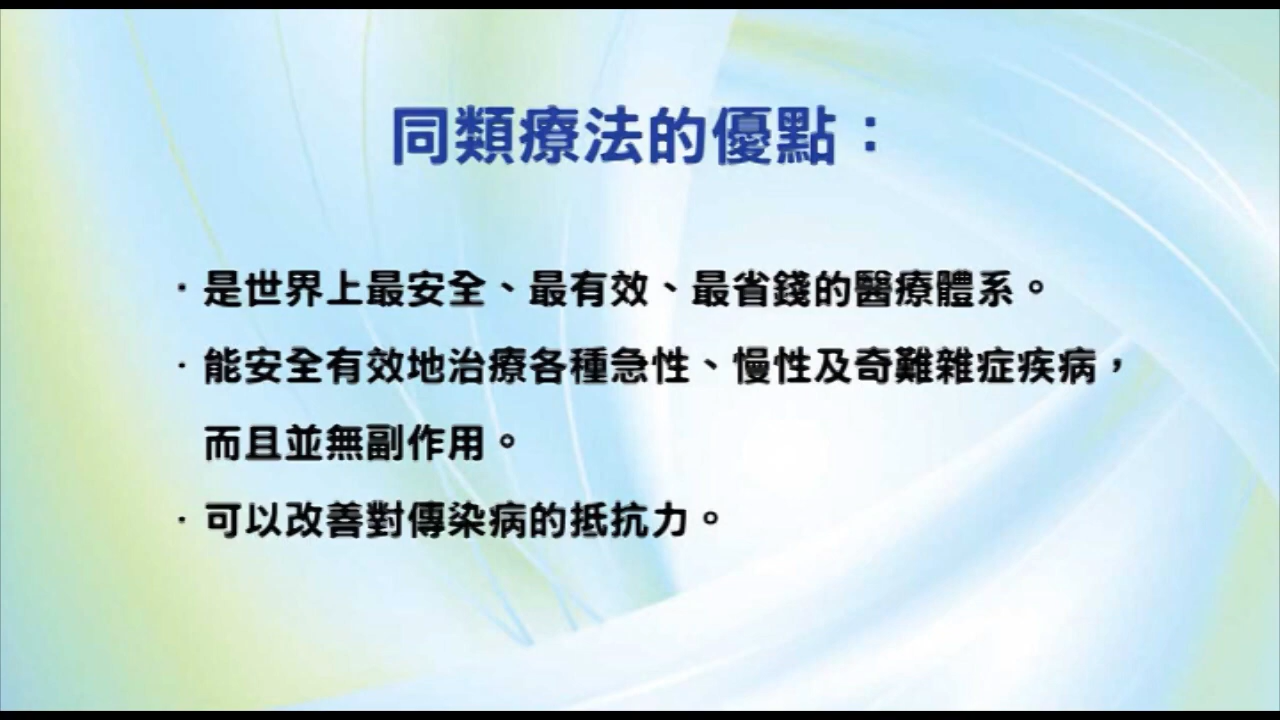 同類療法的優點：
·是世界上最安全、最有效、最省錢的醫療體系。
·能安全有效地治療各種急性、慢性及奇難雜症疾病，
而且並無副作用。
·可以改善對傳染病的抵抗力。